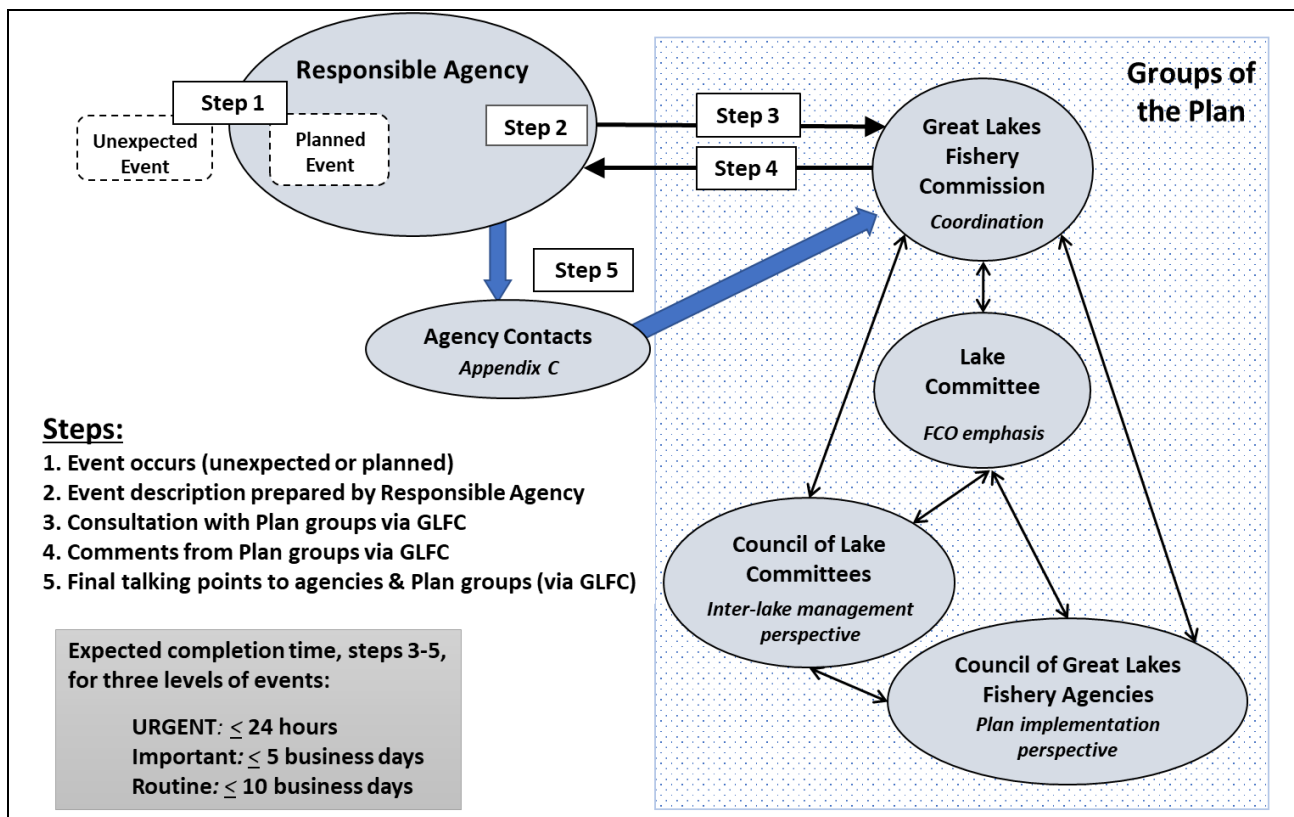 Responsible Agency
Step 1
Unexpected
Event
Planned
Event
Step 2
Step 3
Step 4
Step 5
Agency Contacts
Appendix C
Groups of
the Plan
Great Lakes
Fishery
Commission
Coordination
Lake
Committee
FCO emphasis
Council of Lake
Committees
Inter-lake management
perspective
Council of Great Lakes
Fishery Agencies
Plan implementation
perspective
Steps:
1. Event occurs (unexpected or planned)
2. Event description prepared by Responsible Agency
3. Consultation with Plan groups via GLFC
4. Comments from Plan groups via GLFC
5. Final talking points to agencies & Plan groups (via GLFC)
Expected completion time, steps 3-5,
for three levels of events:
URGENT: ≤ 24 hours
Important: ≤ 5 business days
Routine: ≤ 10 business days